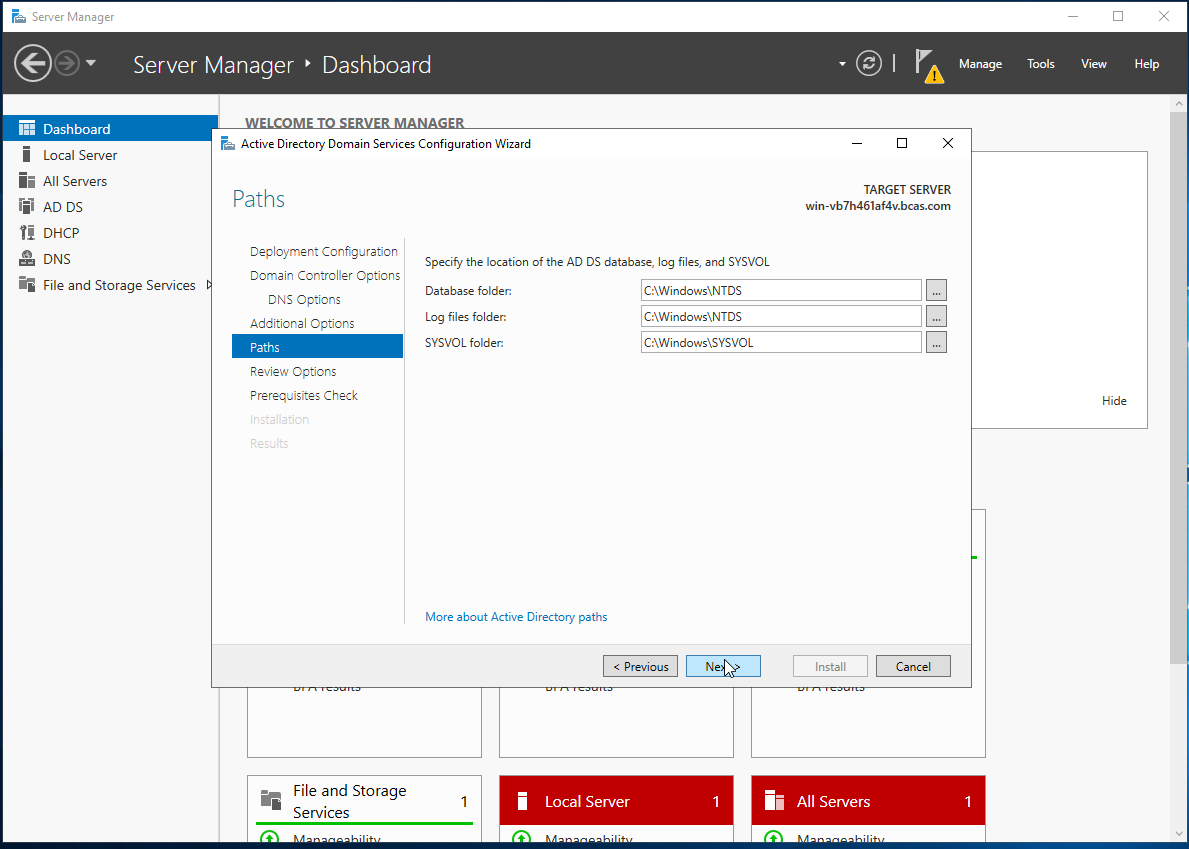 Server Manager
Server Manager ‣ Dashboard
Manage
Tools
View
Help
Dashboard
Local Server
All Servers
AD DS
DHCP
DNS
File and Storage Services
WELCOME TO SERVER MANAGER
Active Directory Domain Services Configuration Wizard
Paths
TARGET SERVER
win-vb7h461af4v.bcas.com
Deployment Configuration
Domain Controller Options
DNS Options
Additional Options
Paths
Review Options
Prerequisites Check
Installation
Results
Specify the location of the AD DS database, log files, and SYSVOL
Database folder:
C:\Windows\NTDS
...
Log files folder:
C:\Windows\NTDS
...
SYSVOL folder:
C:\Windows\SYSVOL
...
More about Active Directory paths
< Previous
Next >
Install
Cancel
Hide
BPA results
BPA results
BPA results
File and Storage
Services
1
Local Server
1
All Servers
1
Manageability
Manageability
Manageability